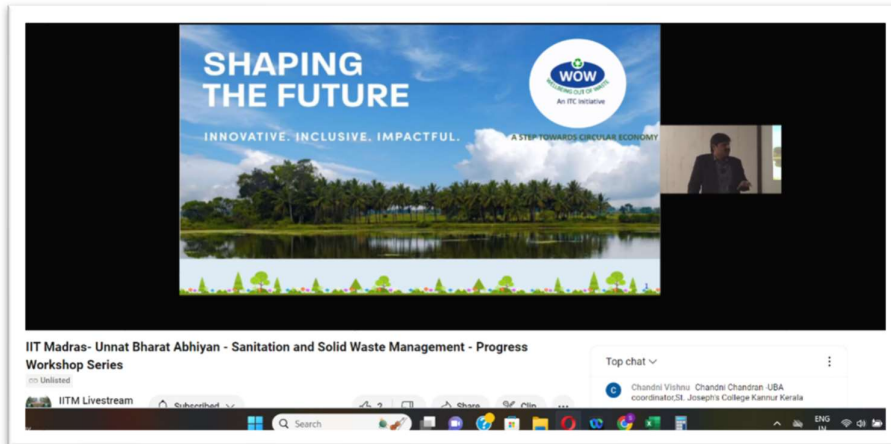 SHAPING
THE FUTURE
INNOVATIVE. INCLUSIVE. IMPACTFUL.
WOW
WELLBEING OUT OF WASTE
An ITC Initiative
A STEP TOWARDS CIRCULAR ECONOMY
1
IIT Madras- Unnat Bharat Abhiyan - Sanitation and Solid Waste Management - Progress
Workshop Series
Unlisted
IITM Livestream
Subscribed
2
Share
Clip
Top chat
C
Chandni Vishnu Chandni Chandran -UBA
coordinator,St. Joseph's College Kannur Kerala
Search
ENG
IN